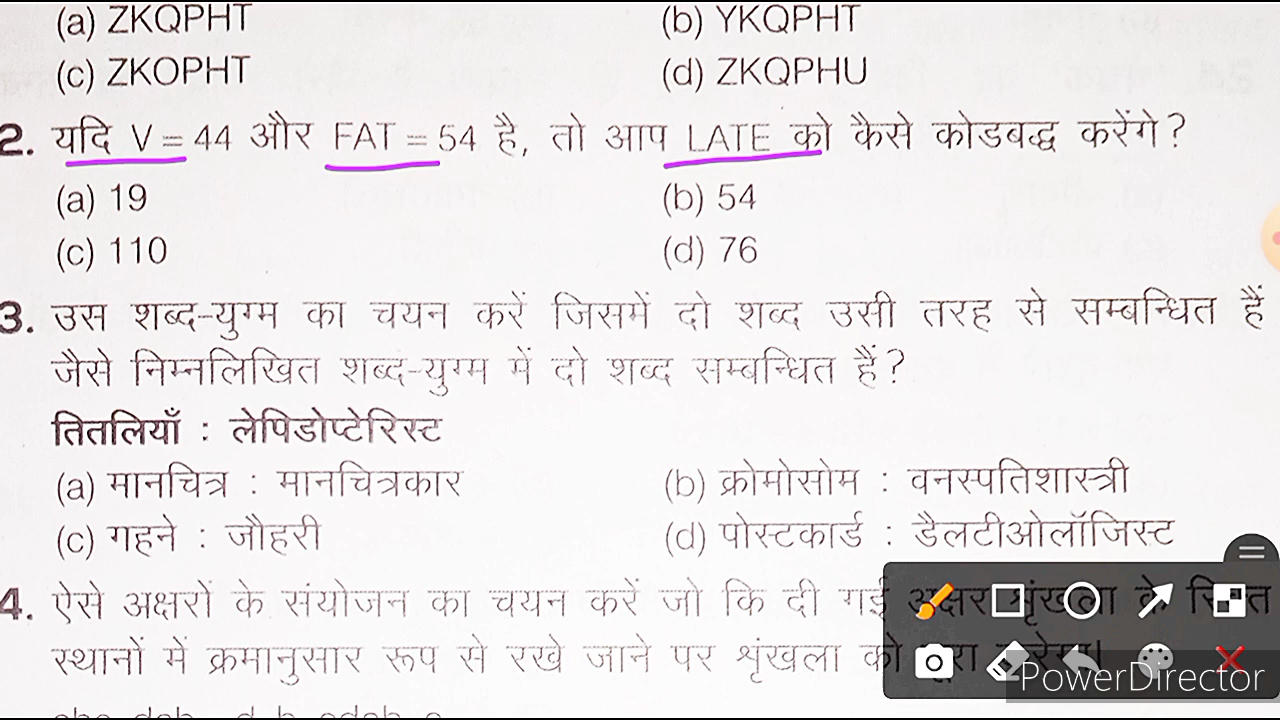 (a) ZKQPHT (b) YKQPHT
(c) ZKOPHT (d) ZKQPHU
2. यदि V = 44 और FAT = 54 है, तो आप LATE को कैसे कोडबद्ध करेंगे?
(a) 19 (b) 54
(c) 110 (d) 76
3. उस शब्द-युग्म का चयन करें जिसमें दो शब्द उसी तरह से सम्बन्धित हैं
जैसे निम्नलिखित शब्द-युग्म में दो शब्द सम्बन्धित हैं?
तितलियाँ : लेपिडोप्टेरिस्ट
(a) मानचित्र : मानचित्रकार (b) क्रोमोसोम : वनस्पतिशास्त्री
(c) गहने : जौहरी (d) पोस्टकार्ड : डैलटीओलॉजिस्ट
4. ऐसे अक्षरों के संयोजन का चयन करें जो कि दी गई अक्षर शृंखला के रिक्त
स्थानों में क्रमानुसार रूप से रखे जाने पर शृंखला को
PowerDirector